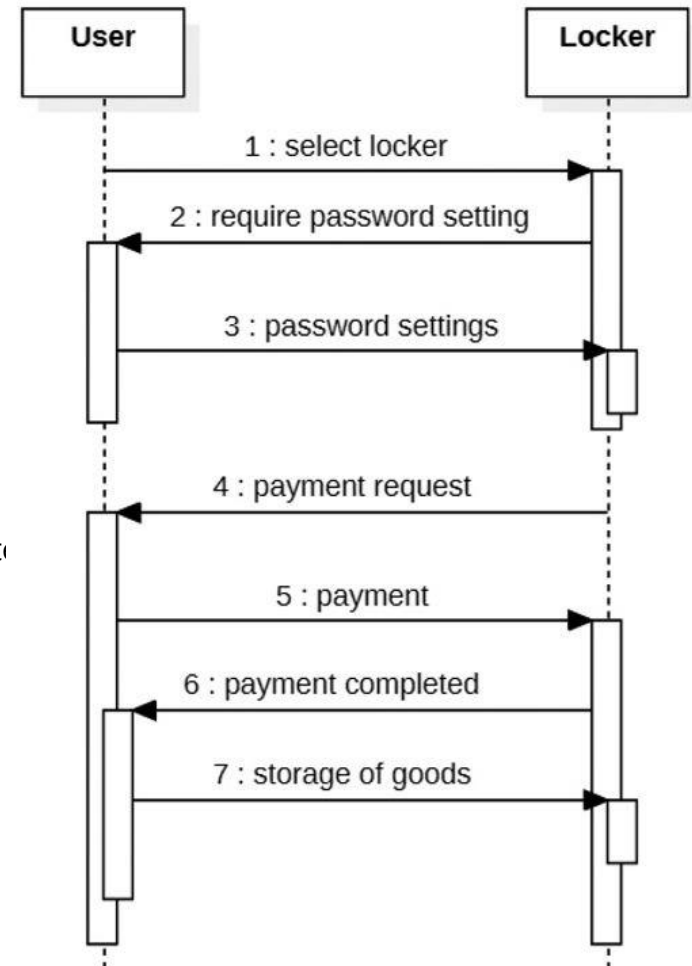 User
Locker
1 : select locker
2 : require password setting
3 : password settings
4 : payment request
5 : payment
6 : payment completed
7 : storage of goods